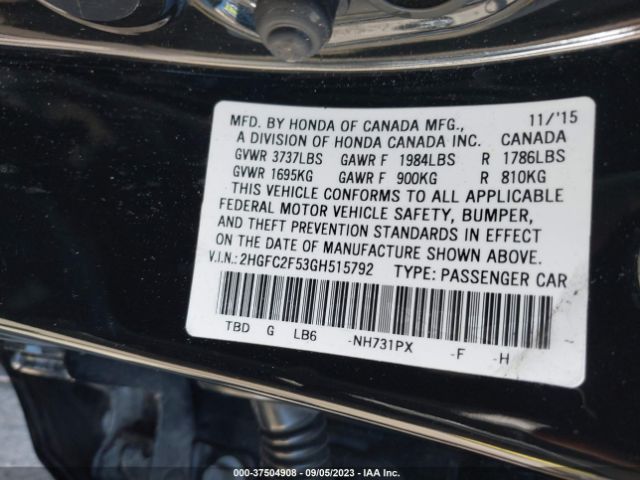 MFD. BY HONDA OF CANADA MFG., 11/'15
A DIVISION OF HONDA CANADA INC. CANADA
GVWR 3737LBS GAWR F 1984LBS R 1786LBS
GVWR 1695KG GAWR F 900KG R 810KG
THIS VEHICLE CONFORMS TO ALL APPLICABLE
FEDERAL MOTOR VEHICLE SAFETY, BUMPER,
AND THEFT PREVENTION STANDARDS IN EFFECT
ON THE DATE OF MANUFACTURE SHOWN ABOVE.
V.I.N.: 2HGFC2F53GH515792 TYPE: PASSENGER CAR
TBD G LB6 -NH731PX -F -H
000-37504908 - 09/05/2023 - IAA Inc.